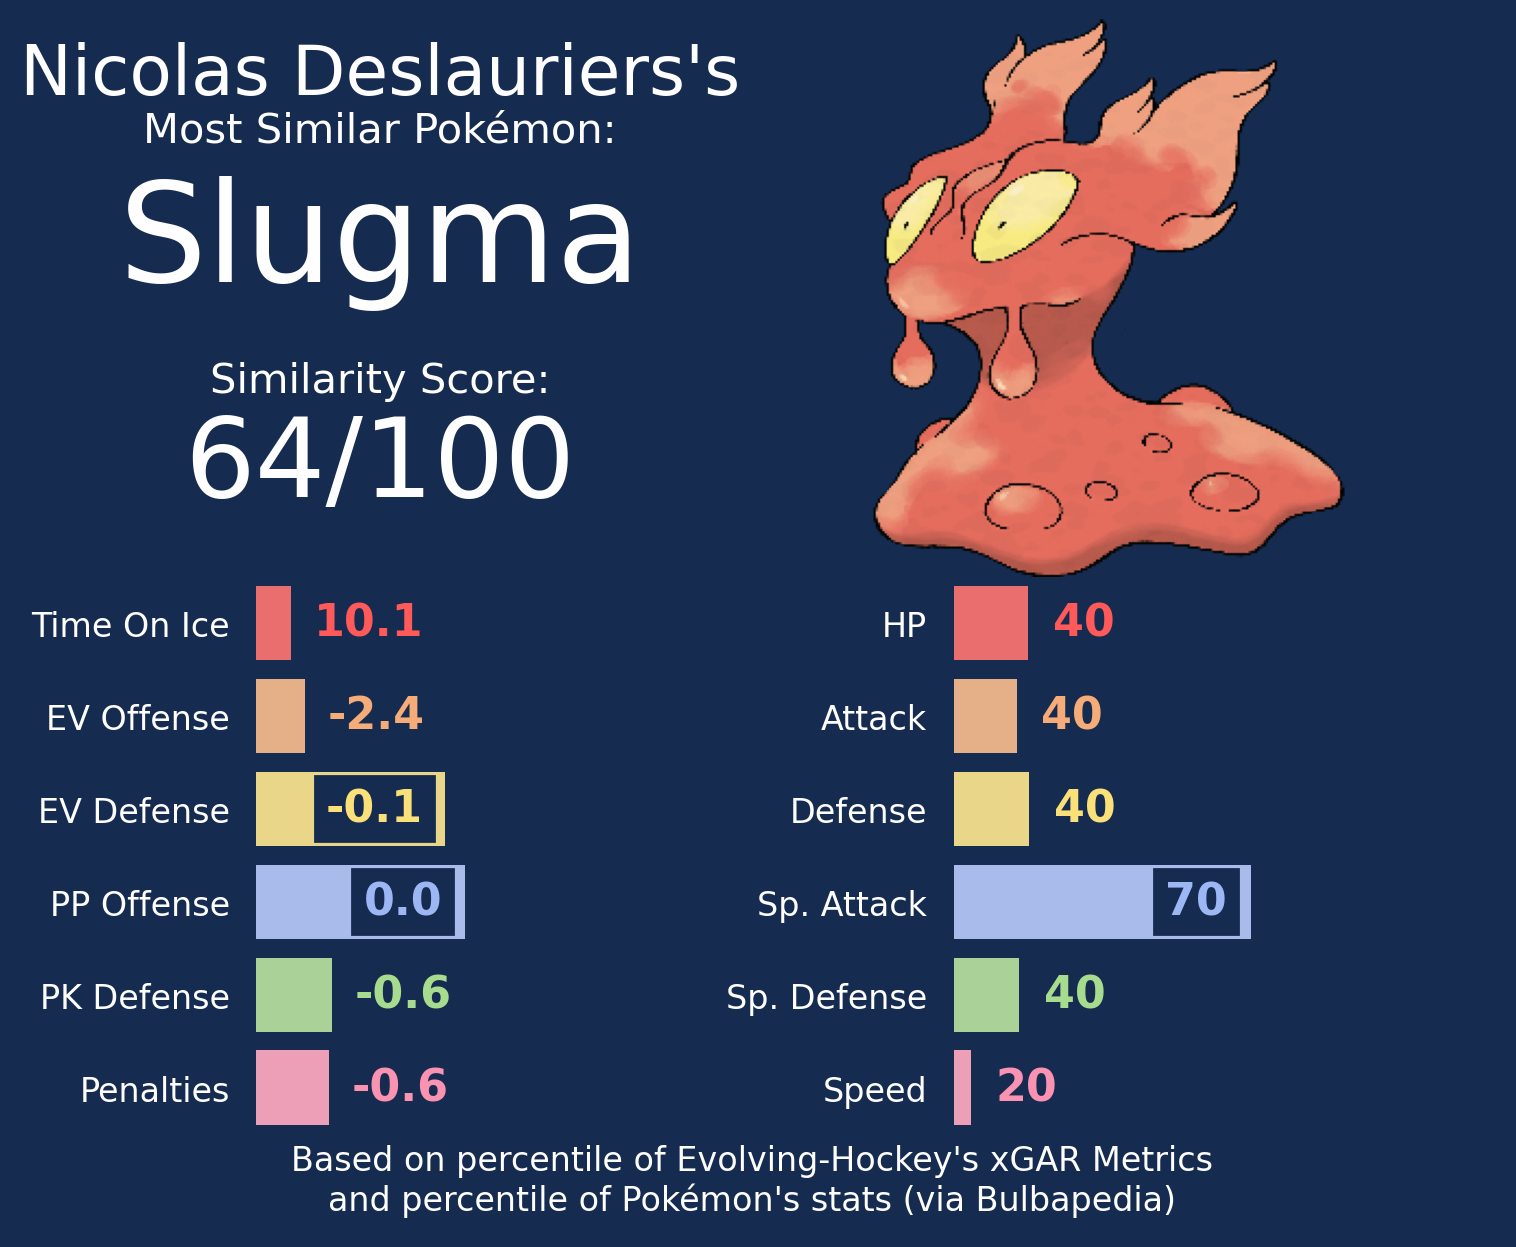 Nicolas Deslauriers's
Most Similar Pokémon:
Slugma
Similarity Score:
64/100
Time On Ice 10.1
EV Offense -2.4
EV Defense -0.1
PP Offense 0.0
PK Defense -0.6
Penalties -0.6
HP 40
Attack 40
Defense 40
Sp. Attack 70
Sp. Defense 40
Speed 20
Based on percentile of Evolving-Hockey's xGAR Metrics
and percentile of Pokémon's stats (via Bulbapedia)